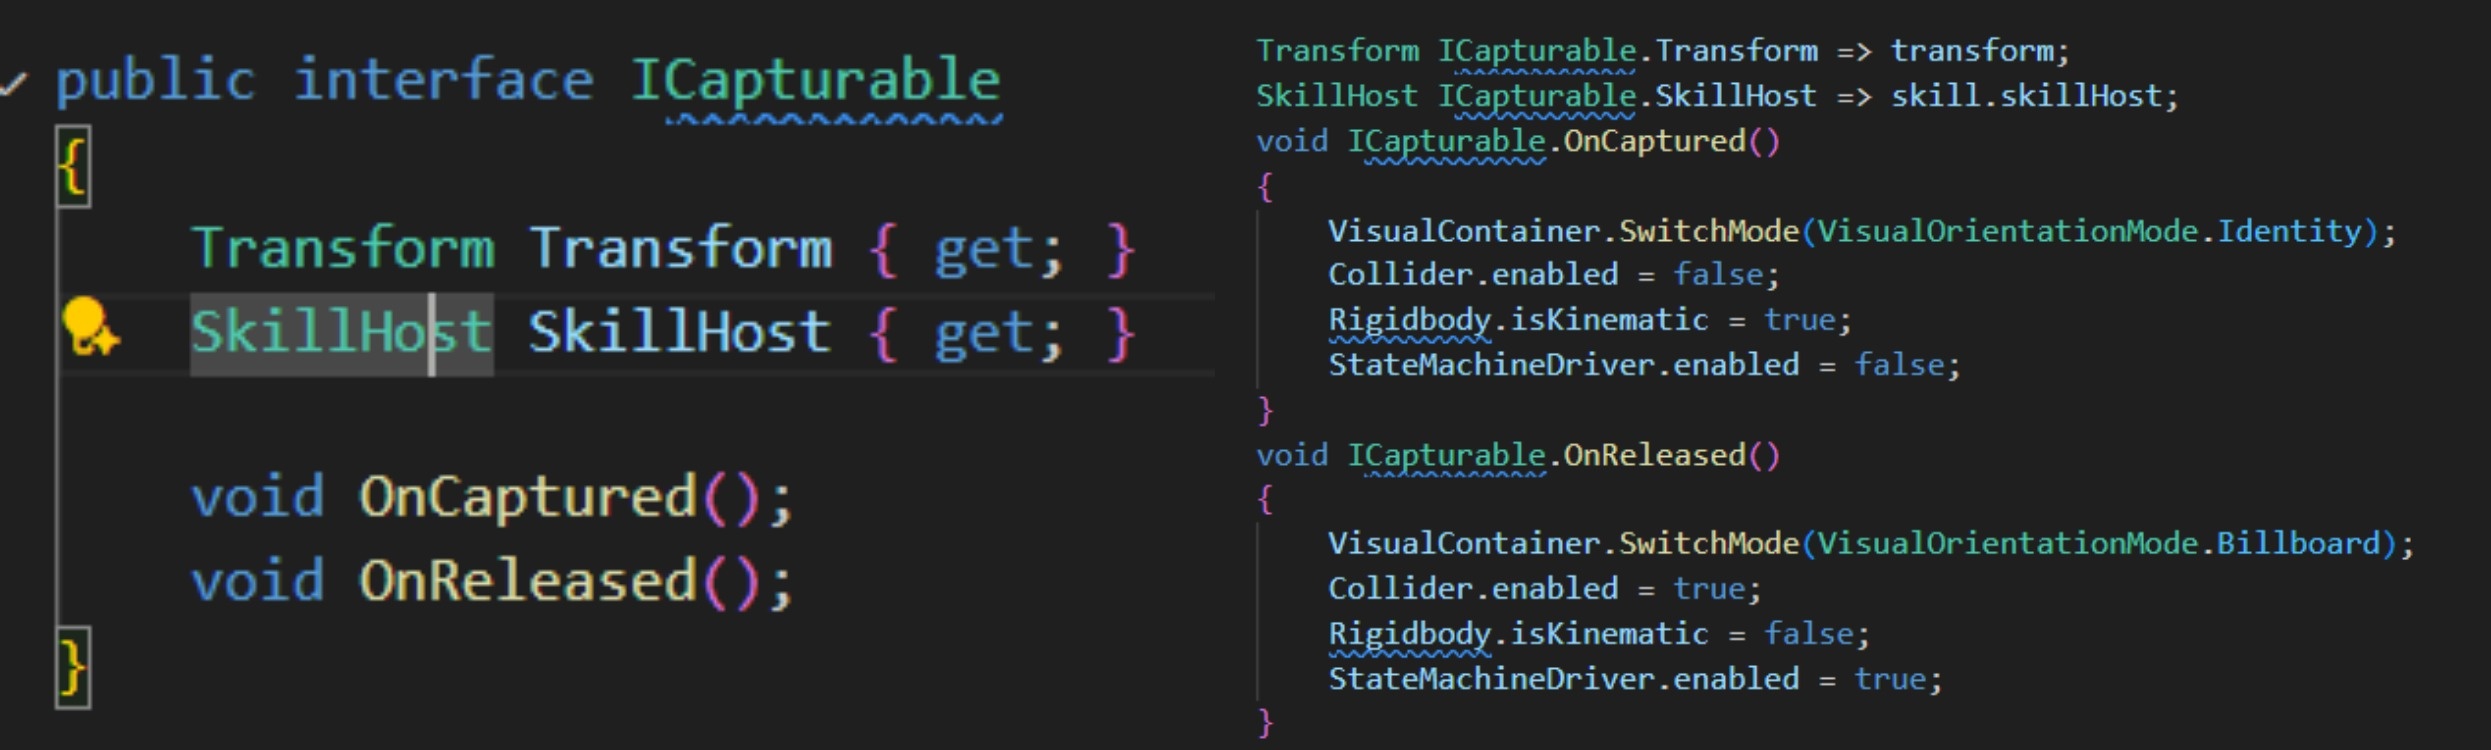 public interface ICapturable
{
Transform Transform { get; }
SkillHost SkillHost { get; }
void OnCaptured();
void OnReleased();
}
Transform ICapturable.Transform => transform;
SkillHost ICapturable.SkillHost => skill.skillHost;
void ICapturable.OnCaptured()
{
VisualContainer.SwitchMode(VisualOrientationMode.Identity);
Collider.enabled = false;
Rigidbody.isKinematic = true;
StateMachineDriver.enabled = false;
}
void ICapturable.OnReleased()
{
VisualContainer.SwitchMode(VisualOrientationMode.Billboard);
Collider.enabled = true;
Rigidbody.isKinematic = false;
StateMachineDriver.enabled = true;
}